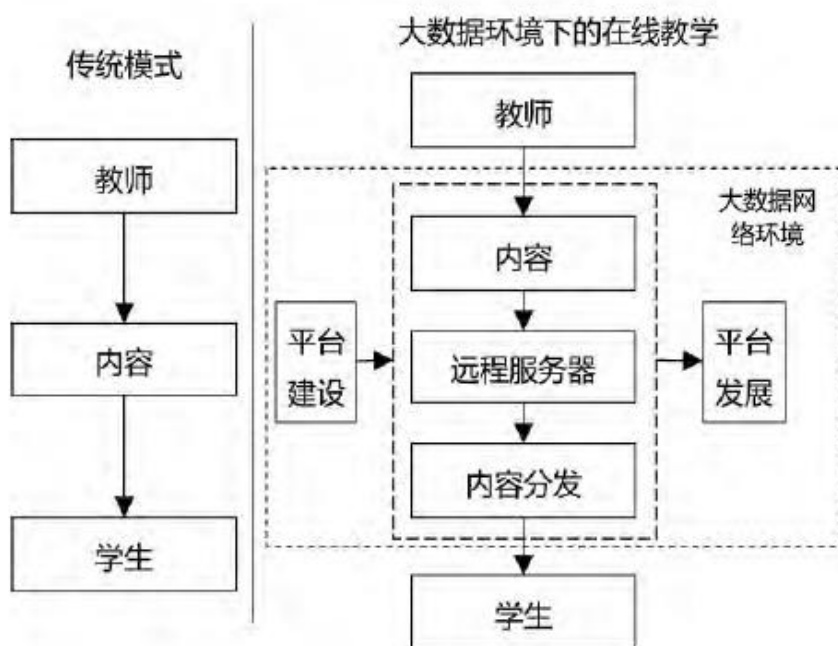 传统模式
教师
内容
学生
大数据环境下的在线教学
教师
大数据网
络环境
内容
平台
建设
远程服务器
平台
发展
内容分发
学生